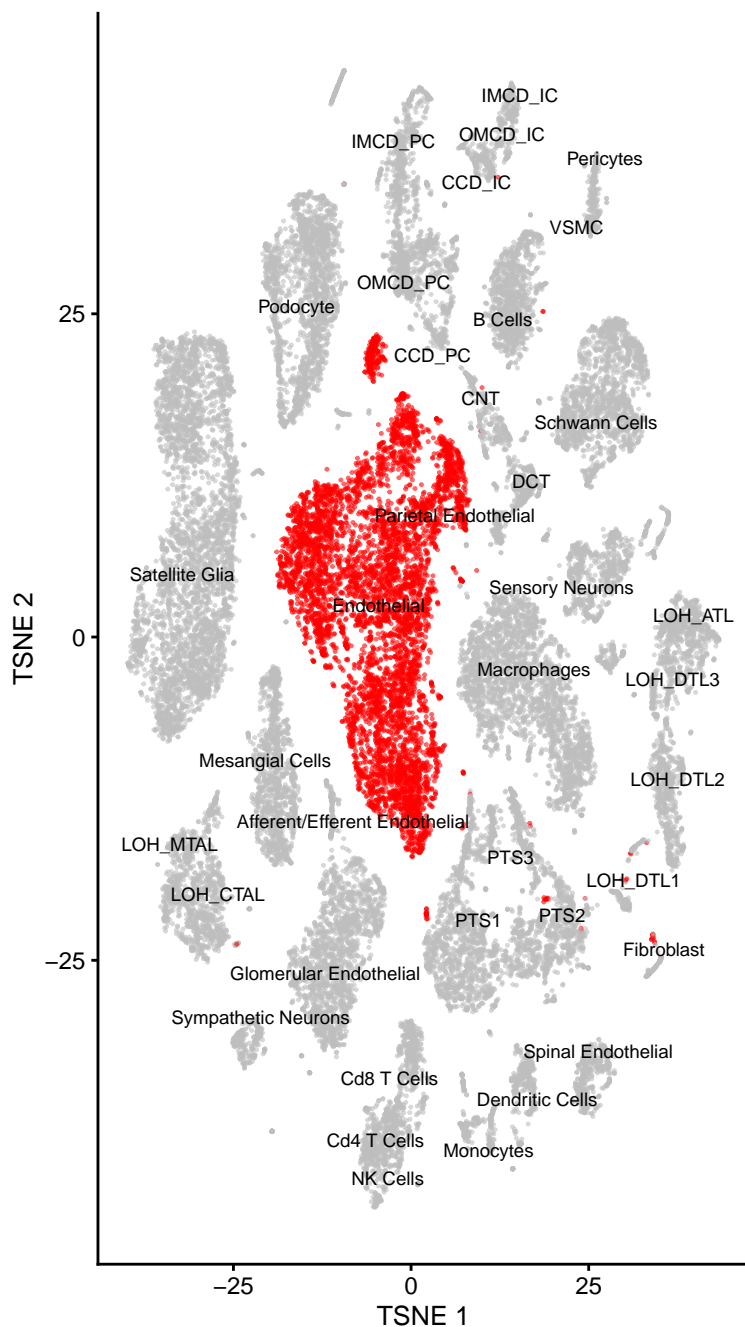 IMCD_IC
OMCD_IC
IMCD_PC
Pericytes
CCD_IC
VSMC
OMCD_PC
Podocyte
B Cells
25
CCD_PC
CNT
Schwann Cells
DCT
Parietal Endothelial
Satellite Glia
Sensory Neurons
Endothelial
LOH_ATL
0
TSNE 2
Macrophages
LOH_DTL3
Mesangial Cells
LOH_DTL2
Afferent/Efferent Endothelial
LOH_MTAL
PTS3
LOH_DTL1
LOH_CTAL
PTS1
PTS2
Fibroblast
−25
Glomerular Endothelial
Sympathetic Neurons
Spinal Endothelial
Cd8 T Cells
Dendritic Cells
Cd4 T Cells
Monocytes
NK Cells
−25
0
25
TSNE 1